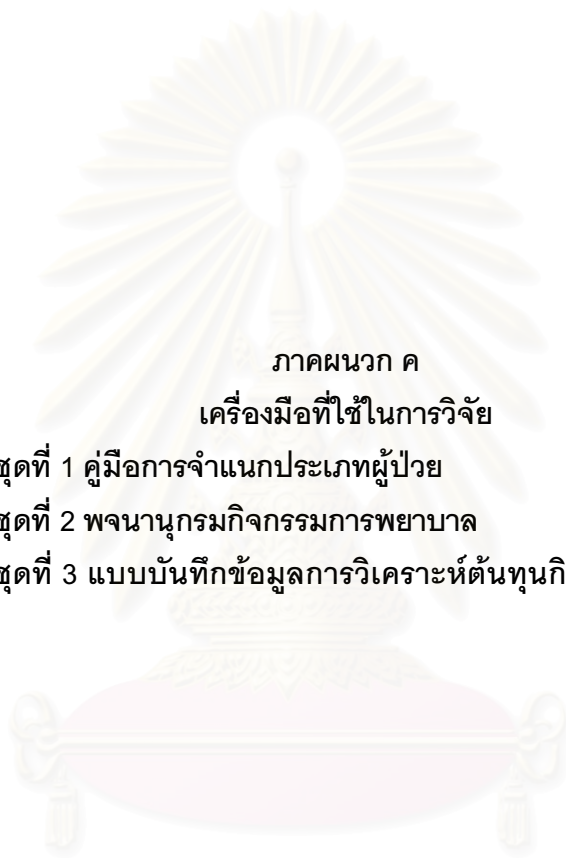 ภาคผนวก ค
เครื่องมือที่ใช้ในการวิจัย
ชุดที่ 1 คู่มือการจำแนกประเภทผู้ป่วย
ชุดที่ 2 พจนานุกรมกิจกรรมการพยาบาล
ชุดที่ 3 แบบบันทึกข้อมูลการวิเคราะห์ต้นทุนกิ